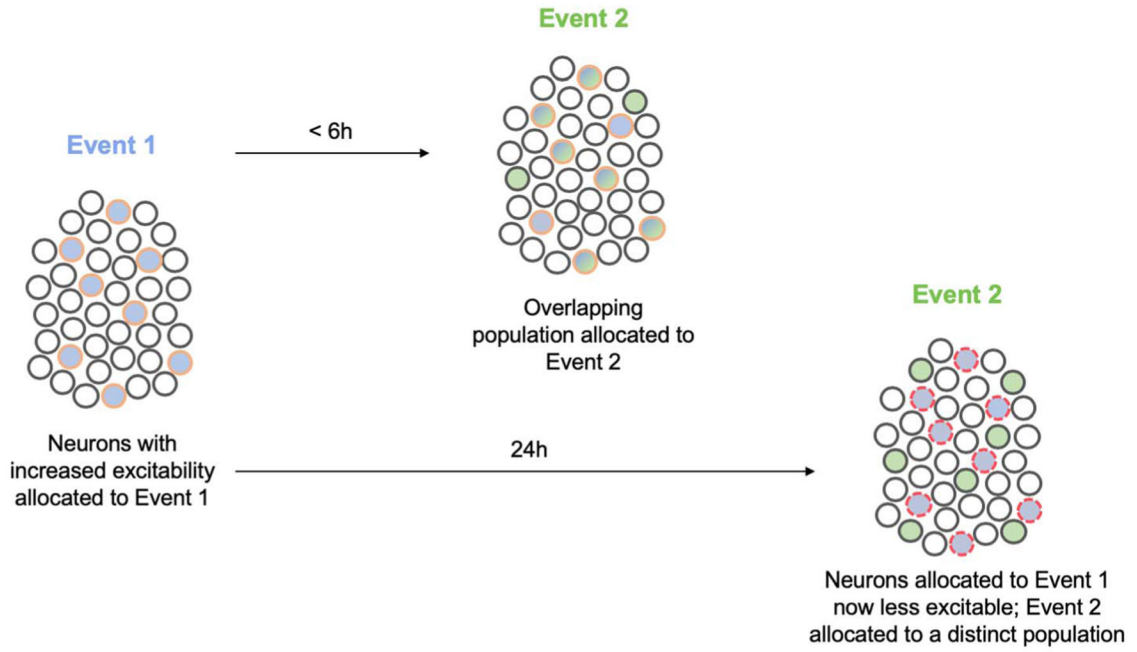 Event 1
Neurons with
increased excitability
allocated to Event 1
< 6h
Event 2
Overlapping
population allocated to
Event 2
24h
Event 2
Neurons allocated to Event 1
now less excitable; Event 2
allocated to a distinct population